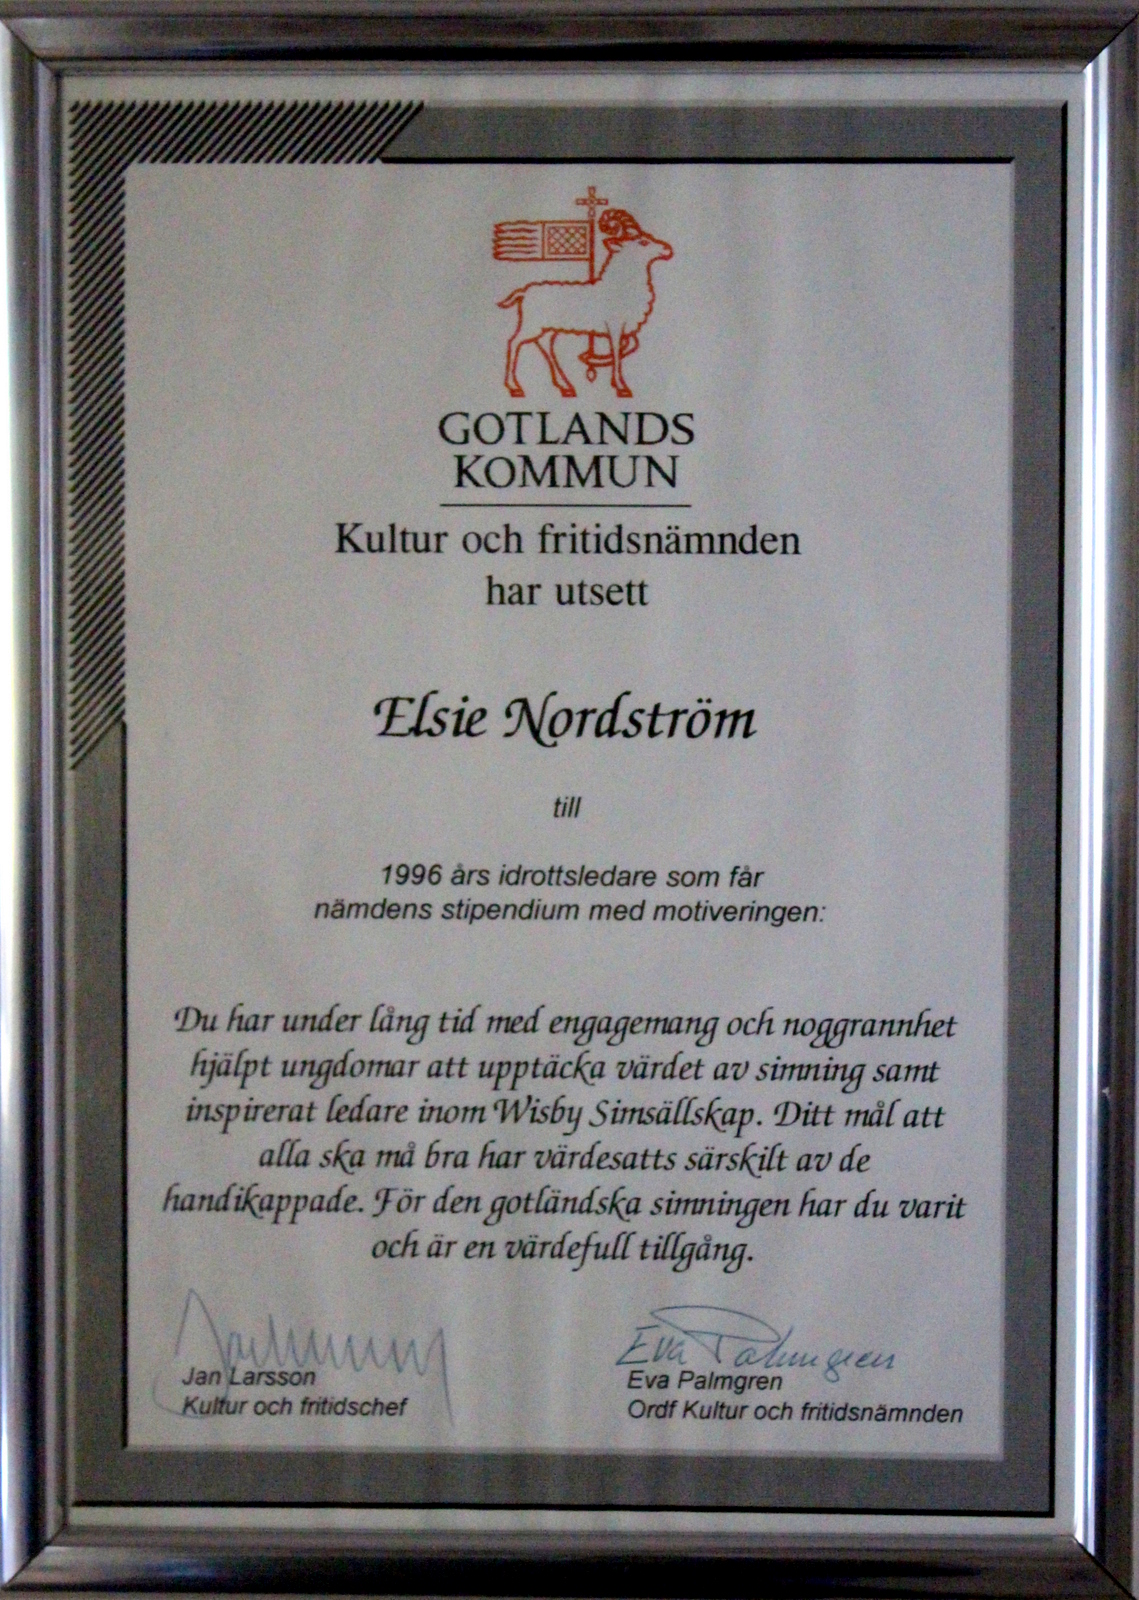 GOTLANDS
KOMMUN
Kultur och fritidsnämnden
har utsett
Elsie Nordström
till
1996 års idrottsledare som får
nämdens stipendium med motiveringen:
Du har under lång tid med engagemang och noggrannhet
hjälpt ungdomar att upptäcka värdet av simning samt
inspirerat ledare inom Wisby Simsällskap. Ditt mål att
alla ska må bra har värdesatts särskilt av de
handikappade. För den gotländska simningen har du varit
och är en värdefull tillgång.
Eva Palmgren
Jan Larsson
Kultur och fritidschef
Eva Palmgren
Ordf Kultur och fritidsnämnden